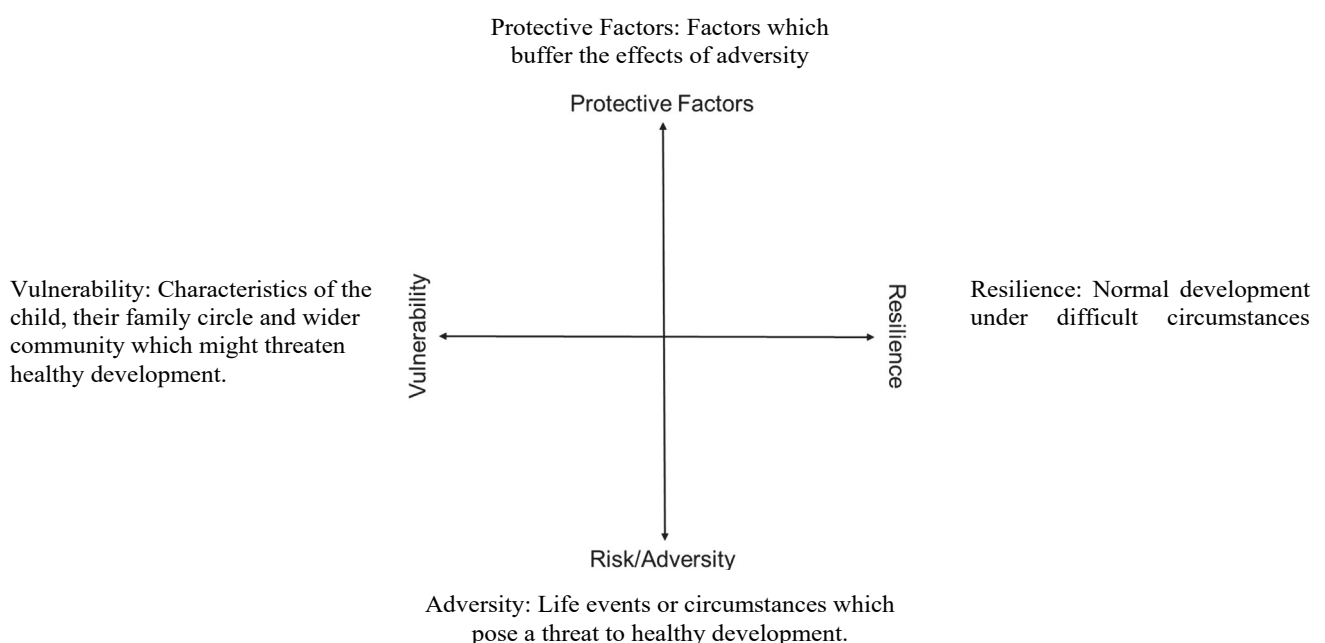 Protective Factors: Factors which
buffer the effects of adversity
Protective Factors
Vulnerability: Characteristics of the
child, their family circle and wider
community which might threaten
healthy development.
Vulnerability
Resilience
Resilience: Normal development
under difficult circumstances
Risk/Adversity
Adversity: Life events or circumstances which
pose a threat to healthy development.